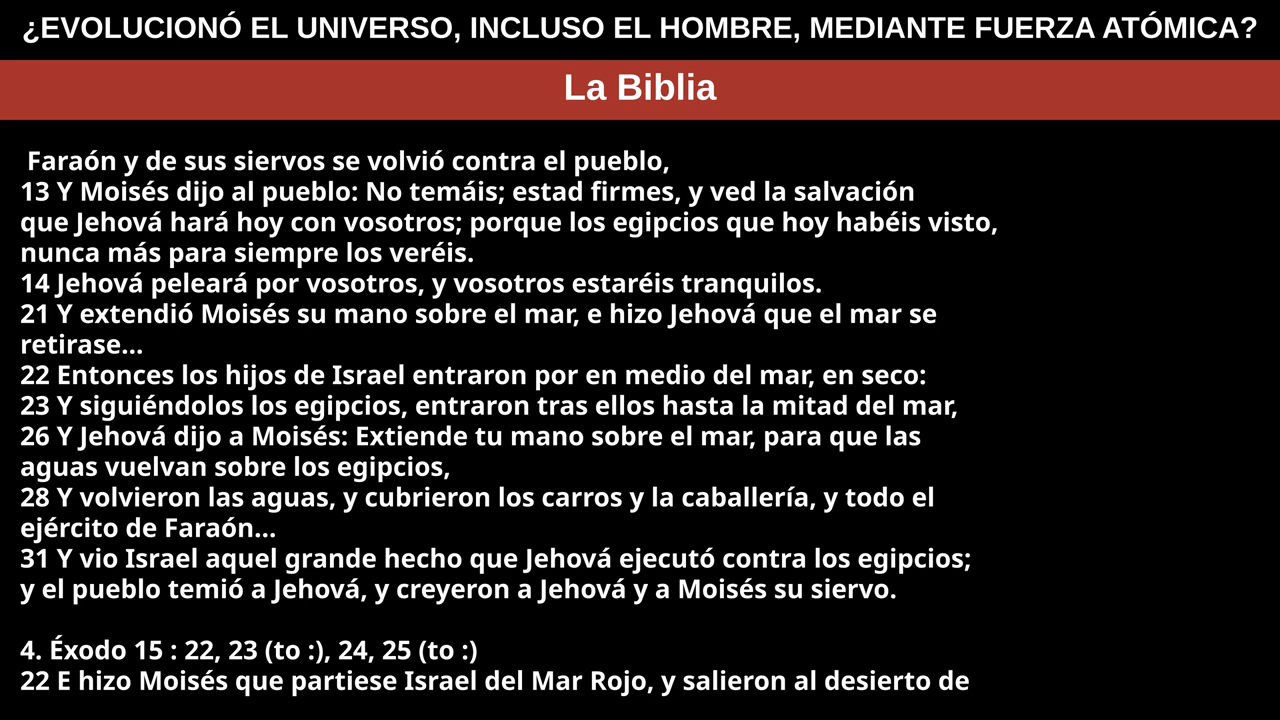 ¿EVOLUCIONÓ EL UNIVERSO, INCLUSO EL HOMBRE, MEDIANTE FUERZA ATÓMICA?
La Biblia
Faraón y de sus siervos se volvió contra el pueblo,
13 Y Moisés dijo al pueblo: No temáis; estad firmes, y ved la salvación
que Jehová hará hoy con vosotros; porque los egipcios que hoy habéis visto,
nunca más para siempre los veréis.
14 Jehová peleará por vosotros, y vosotros estaréis tranquilos.
21 Y extendió Moisés su mano sobre el mar, e hizo Jehová que el mar se
retirase...
22 Entonces los hijos de Israel entraron por en medio del mar, en seco:
23 Y siguiéndolos los egipcios, entraron tras ellos hasta la mitad del mar,
26 Y Jehová dijo a Moisés: Extiende tu mano sobre el mar, para que las
aguas vuelvan sobre los egipcios,
28 Y volvieron las aguas, y cubrieron los carros y la caballería, y todo el
ejército de Faraón...
31 Y vio Israel aquel grande hecho que Jehová ejecutó contra los egipcios;
y el pueblo temió a Jehová, y creyeron a Jehová y a Moisés su siervo.
4. Éxodo 15 : 22, 23 (to :), 24, 25 (to :)
22 E hizo Moisés que partiese Israel del Mar Rojo, y salieron al desierto de